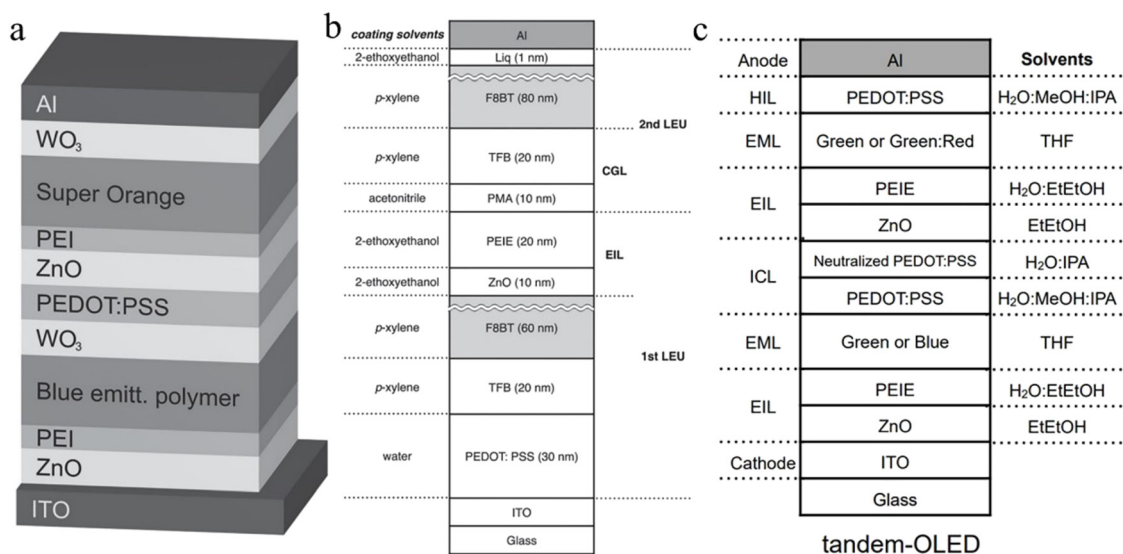 a
Al
WO3
Super Orange
PEI
ZnO
PEDOT:PSS
WO3
Blue emitt. polymer
PEI
ZnO
ITO
b
coating solvents
Al
2-ethoxyethanol
Liq (1 nm)
p-xylene
F8BT (80 nm)
2nd LEU
p-xylene
TFB (20 nm)
CGL
acetonitrile
PMA (10 nm)
2-ethoxyethanol
PEIE (20 nm)
EIL
2-ethoxyethanol
ZnO (10 nm)
p-xylene
F8BT (60 nm)
1st LEU
p-xylene
TFB (20 nm)
water
PEDOT: PSS (30 nm)
ITO
Glass
c
Anode
Al
Solvents
HIL
PEDOT:PSS
H2O:MeOH:IPA
EML
Green or Green:Red
THF
EIL
PEIE
H2O:EtEtOH
ZnO
EtEtOH
ICL
Neutralized PEDOT:PSS
H2O:IPA
PEDOT:PSS
H2O:MeOH:IPA
EML
Green or Blue
THF
EIL
PEIE
H2O:EtEtOH
ZnO
EtEtOH
Cathode
ITO
Glass
tandem-OLED